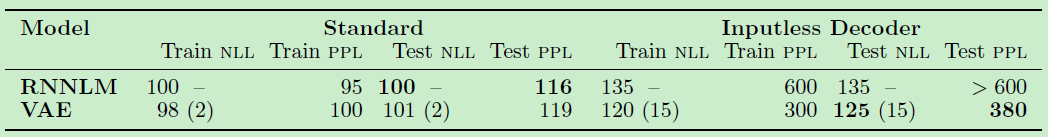 Model Standard Inputless Decoder
Train NLL Train PPL Test NLL Test PPL Train NLL Train PPL Test NLL Test PPL
RNNLM 100 – 95 100 – 116 135 – 600 135 – > 600
VAE 98 (2) 100 101 (2) 119 120 (15) 300 125 (15) 380